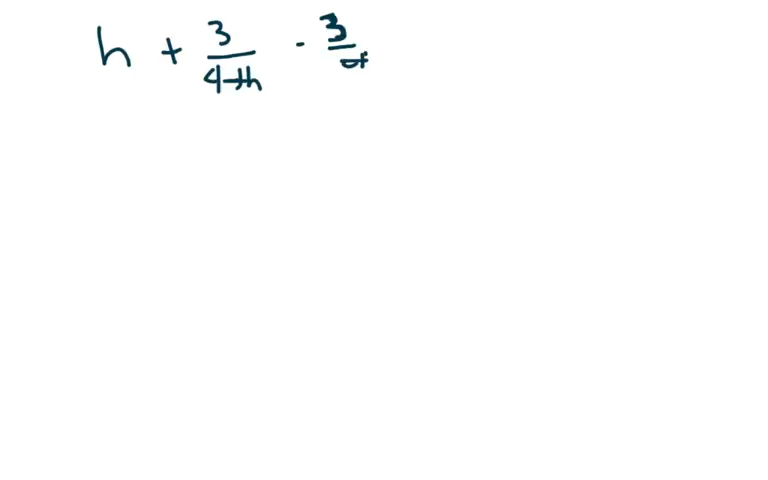 h + 3/(4+h) - 3/